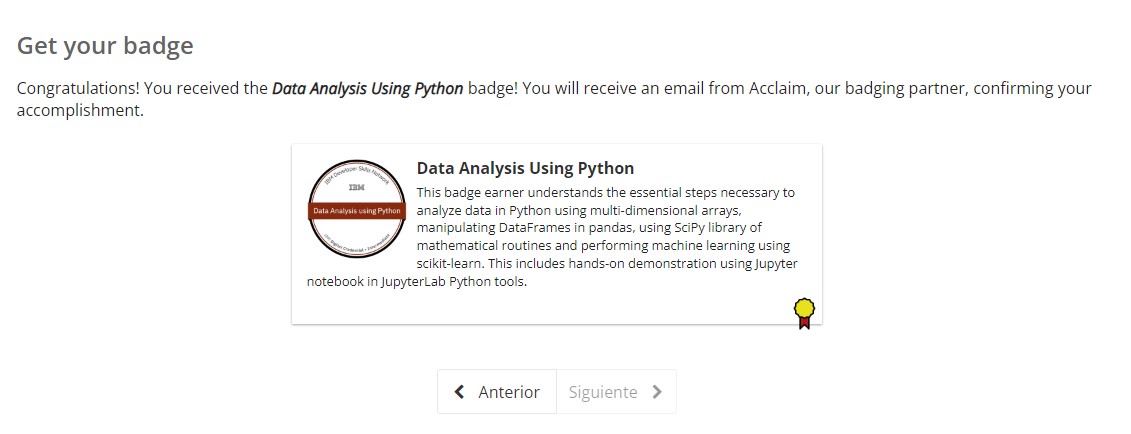 Get your badge
Congratulations! You received the Data Analysis Using Python badge! You will receive an email from Acclaim, our badging partner, confirming your
accomplishment.
IBM Developer Skills Network
IBM
Data Analysis using Python
Data Analysis Using Python
This badge earner understands the essential steps necessary to
analyze data in Python using multi-dimensional arrays,
manipulating DataFrames in pandas, using SciPy library of
mathematical routines and performing machine learning using
scikit-learn. This includes hands-on demonstration using Jupyter
notebook in JupyterLab Python tools.
Anterior
Siguiente